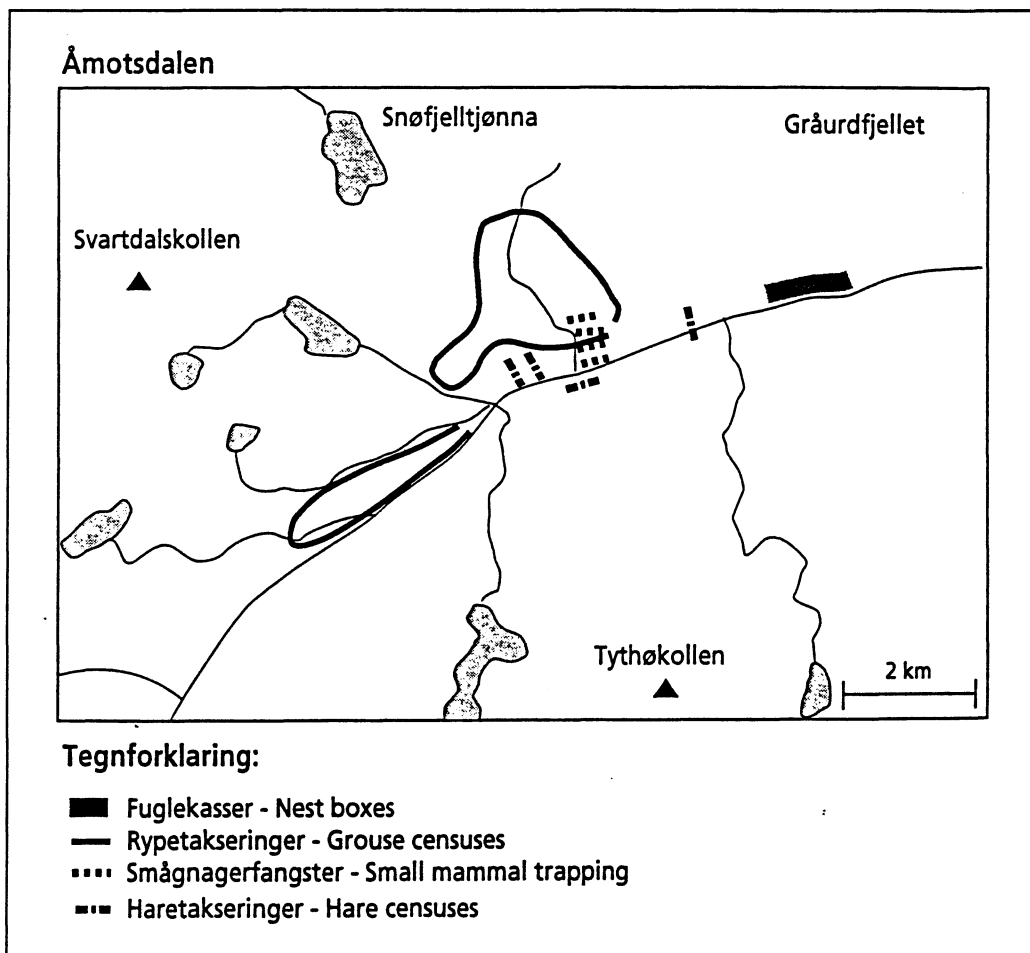 Åmotsdalen
Snøfjelltjønna
Gråurdfjellet
Svartdalskollen
Tythøkollen
2 km
Tegnforklaring:
Fuglekasser - Nest boxes
Rypetakseringer - Grouse censuses
Smågnagerfangster - Small mammal trapping
Haretakseringer - Hare censuses